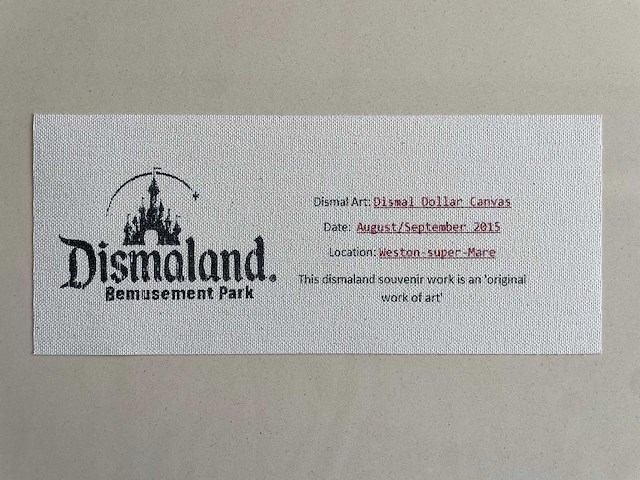 Dismaland.
Bemusement Park
Dismal Art: Dismal Dollar Canvas
Date: August/September 2015
Location: Weston-super-Mare
This dismaland souvenir work is an 'original
work of art'